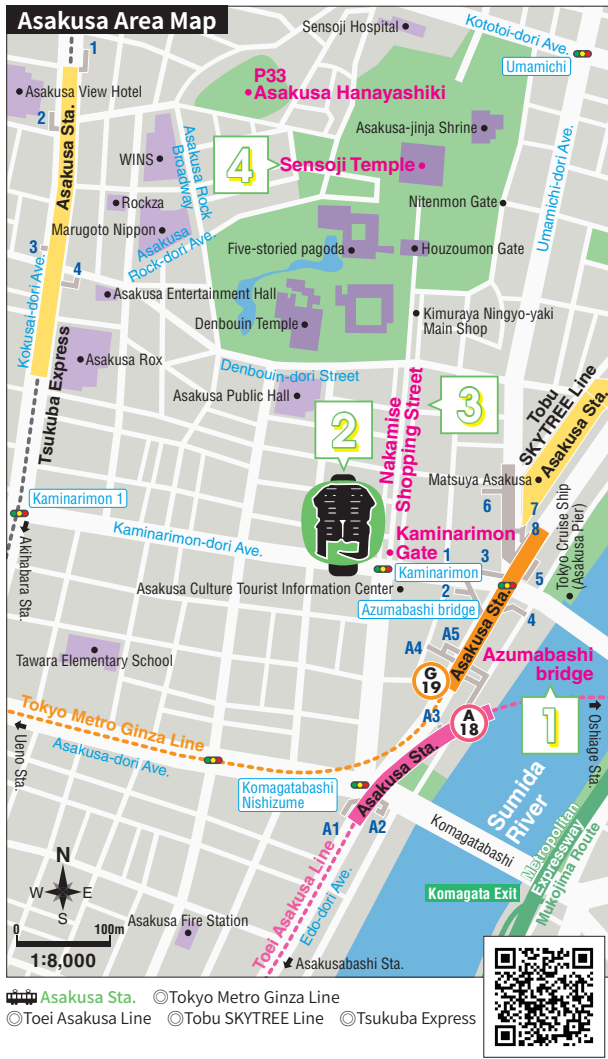 Asakusa Area Map
Sensoji Hospital
Kototoi-dori Ave.
Umamichi
1
P33
Asakusa Hanayashiki
Asakusa View Hotel
2
Asakusa Sta.
Asakusa-jinja Shrine
WINS
Asakusa Rock
Broadway
4
Sensoji Temple
Umamichi-dori Ave.
Rockza
Nitenmon Gate
Marugoto Nippon
Asakusa
Rock-dori Ave.
3
4
Five-storied pagoda
Houzoumon Gate
Kokusai-dori Ave.
Asakusa Entertainment Hall
Denbouin Temple
Kimuraya Ningyo-yaki
Main Shop
Asakusa Rox
Denbouin-dori Street
Tsukuba Express
Asakusa Public Hall
Nakamise
Shopping Street
3
Tobu
SKYTREE Line
Asakusa Sta.
2
Matsuya Asakusa
6
7
8
Kaminarimon 1
Akihabara Sta.
Kaminarimon-dori Ave.
Kaminarimon
Gate
1
3
Kaminarimon
2
5
Tokyo Cruise Ship
(Asakusa Pier)
Asakusa Culture Tourist Information Center
Azumabashi bridge
4
A5
A4
Asakusa Sta.
Tawara Elementary School
G
19
Azumabashi
bridge
A3
A
18
1
Tokyo Metro Ginza Line
Ueno Sta.
Asakusa-dori Ave.
Oshiage Sta.
Komagatabashi
Nishizume
Asakusa Sta.
A1
A2
Sumida
River
Komagatabashi
Metropolitan
Expressway
Mukojima Route
Komagata Exit
Toei Asakusa Line
Edo-dori Ave.
N
W
E
S
Asakusa Fire Station
0
100m
1:8,000
Asakusabashi Sta.
Asakusa Sta. ◎Tokyo Metro Ginza Line
◎Toei Asakusa Line ◎Tobu SKYTREE Line ◎Tsukuba Express